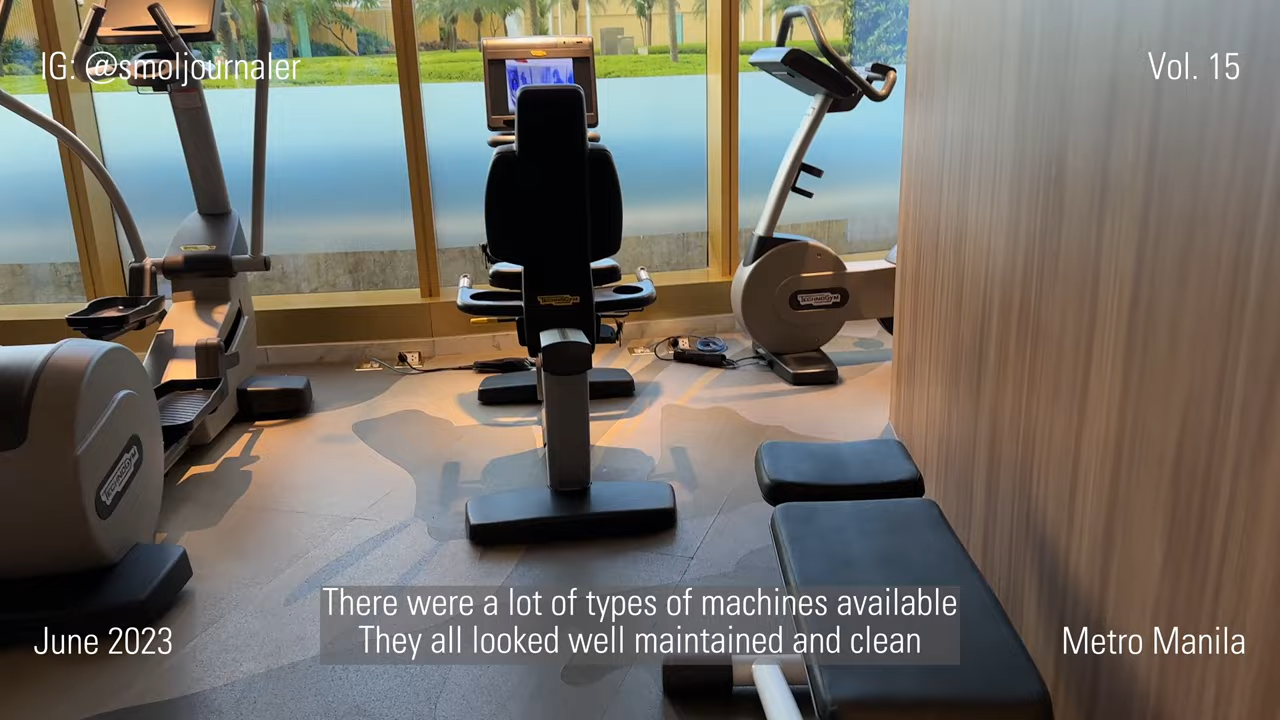 IG: @smoljournaler
Vol. 15
TECHNOGYM
TECHNOGYM
There were a lot of types of machines available
They all looked well maintained and clean
June 2023
Metro Manila